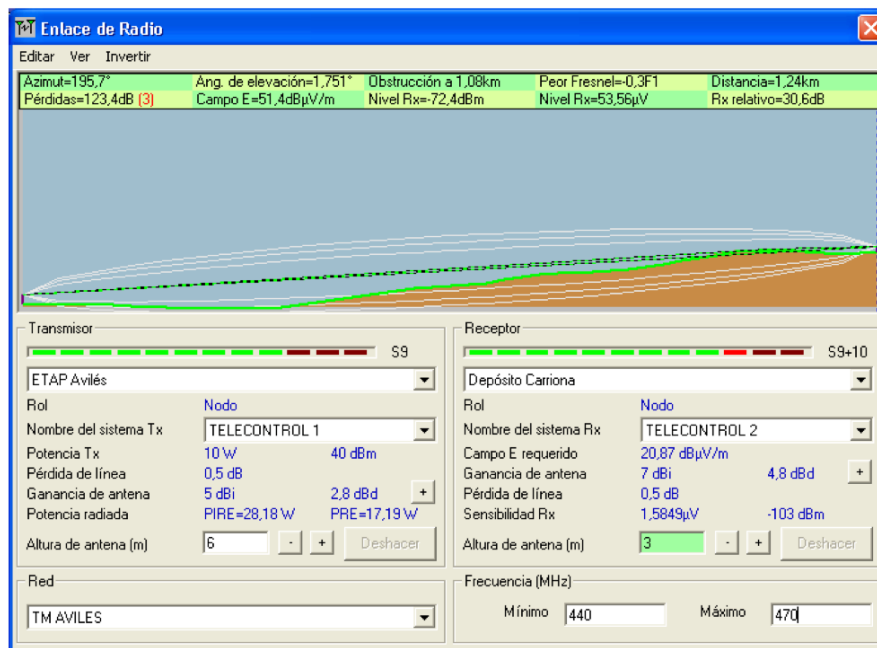 Enlace de Radio
Editar Ver Invertir
Azimut=195,7° Ang. de elevación=1,751° Obstrucción a 1,08km Peor Fresnel=-0,3F1 Distancia=1,24km
Pérdidas=123,4dB (3) Campo E=51,4dBµV/m Nivel Rx=-72,4dBm Nivel Rx=53,56µV Rx relativo=30,6dB
Transmisor
S9
ETAP Avilés
Rol Nodo
Nombre del sistema Tx TELECONTROL 1
Potencia Tx 10 W 40 dBm
Pérdida de línea 0,5 dB
Ganancia de antena 5 dBi 2,8 dBd +
Potencia radiada PIRE=28,18 W PRE=17,19 W
Altura de antena (m) 6 - + Deshacer
Receptor
S9+10
Depósito Carriona
Rol Nodo
Nombre del sistema Rx TELECONTROL 2
Campo E requerido 20,87 dBµV/m
Ganancia de antena 7 dBi 4,8 dBd +
Pérdida de línea 0,5 dB
Sensibilidad Rx 1,5849µV -103 dBm
Altura de antena (m) 3 - + Deshacer
Red
TM AVILES
Frecuencia (MHz)
Mínimo 440 Máximo 470